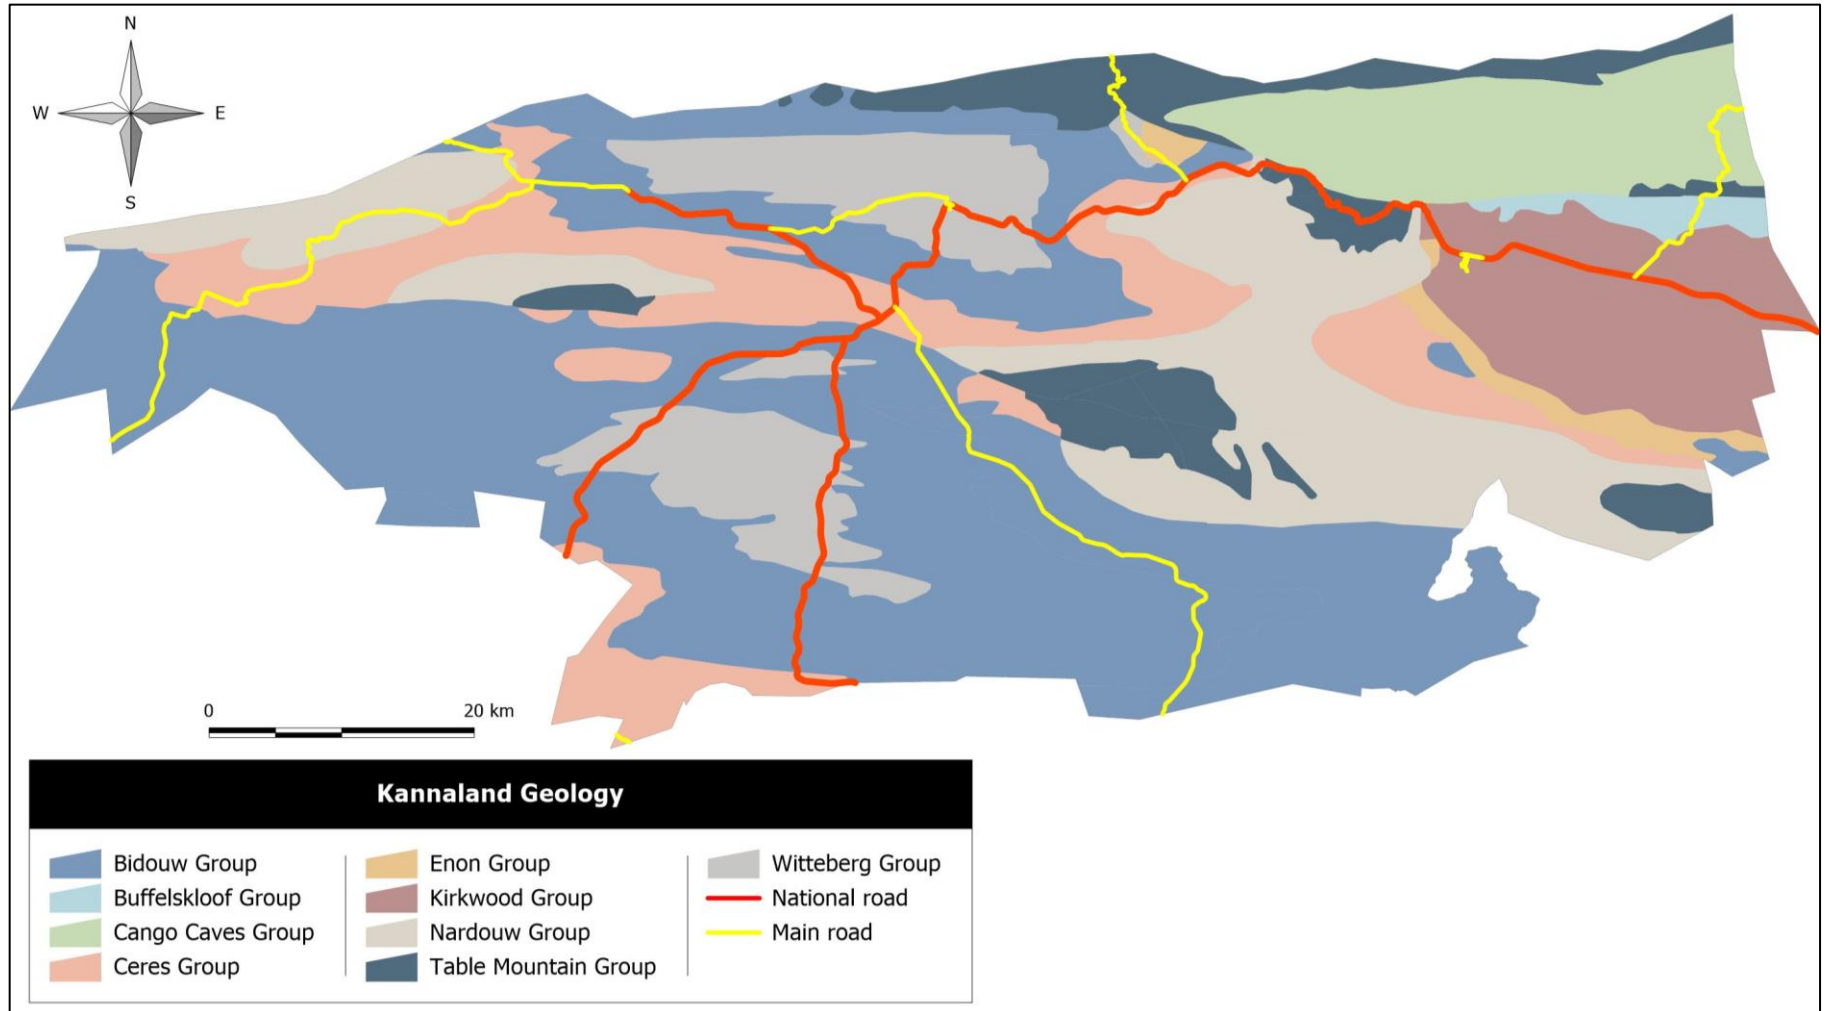 N
W E
S
0 20 km
Kannaland Geology
Bidouw Group
Buffelskloof Group
Cango Caves Group
Ceres Group
Enon Group
Kirkwood Group
Nardouw Group
Table Mountain Group
Witteberg Group
National road
Main road